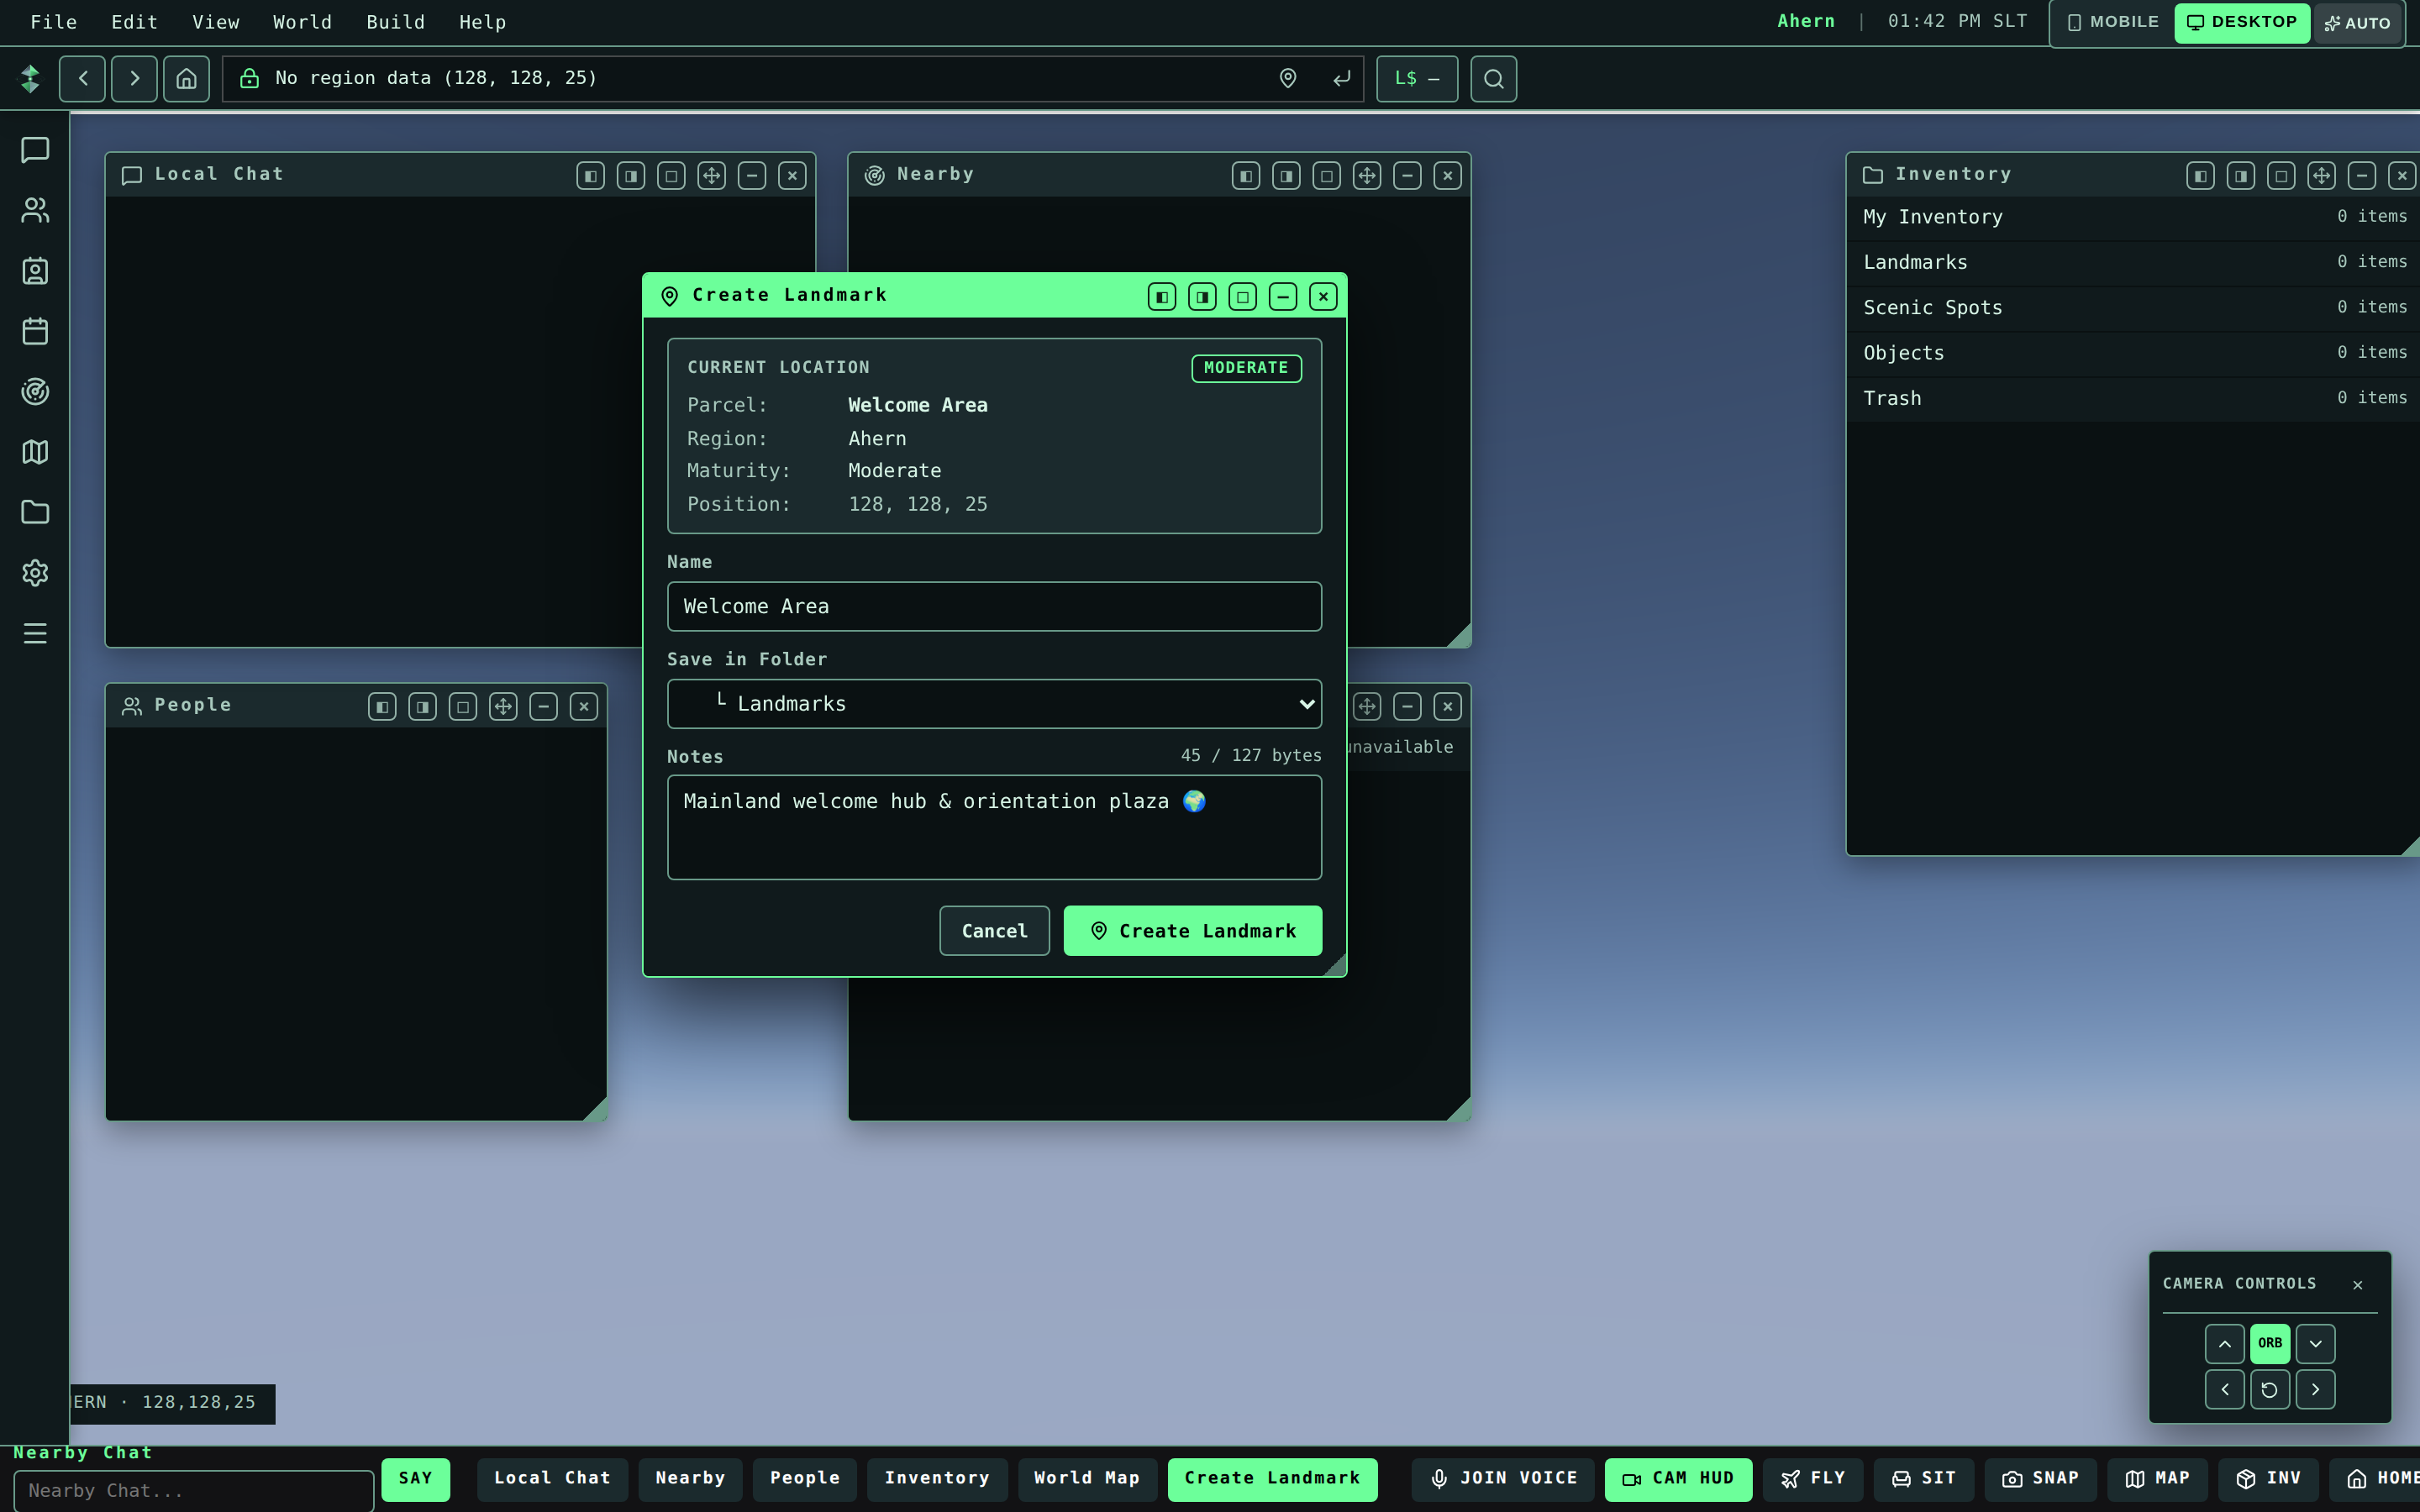 File Edit View World Build Help
Ahern | 01:42 PM SLT MOBILE DESKTOP AUTO
No region data (128, 128, 25)
L$ —
Local Chat
Nearby
Inventory
My Inventory 0 items
Landmarks 0 items
Scenic Spots 0 items
Objects 0 items
Trash 0 items
Create Landmark
CURRENT LOCATION MODERATE
Parcel: Welcome Area
Region: Ahern
Maturity: Moderate
Position: 128, 128, 25
Name
Welcome Area
Save in Folder
└ Landmarks
Notes 45 / 127 bytes
Mainland welcome hub & orientation plaza 🌍
Cancel Create Landmark
People
unavailable
CAMERA CONTROLS
ORB
ERN · 128,128,25
Nearby Chat
Nearby Chat...
SAY Local Chat Nearby People Inventory World Map Create Landmark JOIN VOICE CAM HUD FLY SIT SNAP MAP INV HOME